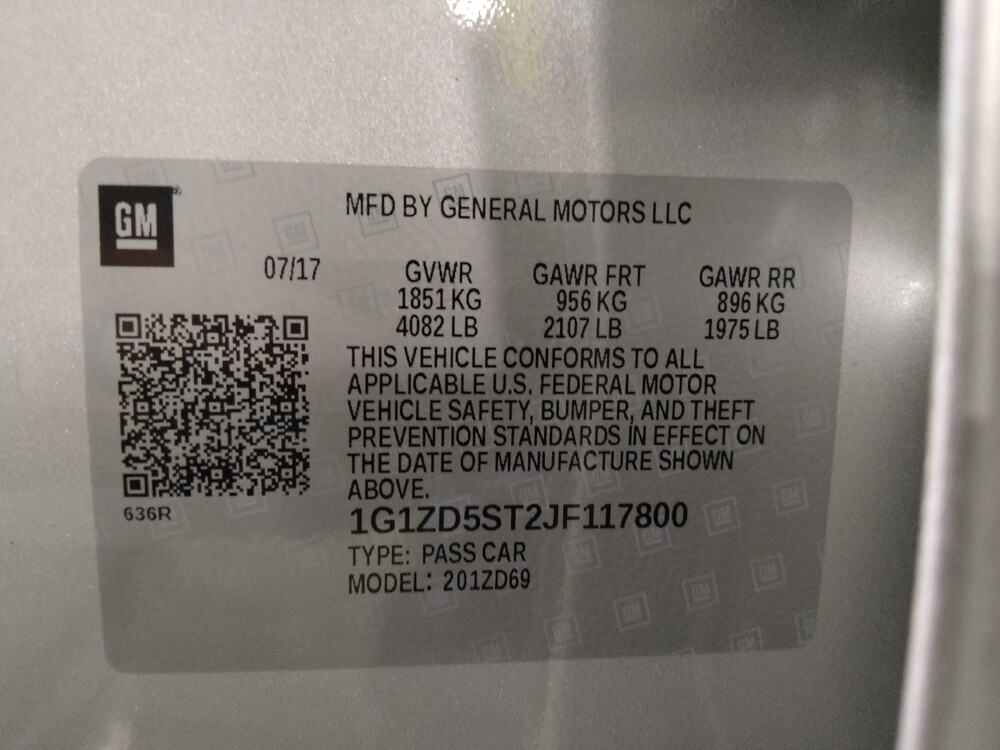 GM
MFD BY GENERAL MOTORS LLC
07/17
GVWR GAWR FRT GAWR RR
1851 KG 956 KG 896 KG
4082 LB 2107 LB 1975 LB
THIS VEHICLE CONFORMS TO ALL
APPLICABLE U.S. FEDERAL MOTOR
VEHICLE SAFETY, BUMPER, AND THEFT
PREVENTION STANDARDS IN EFFECT ON
THE DATE OF MANUFACTURE SHOWN
ABOVE.
636R
1G1ZD5ST2JF117800
TYPE: PASS CAR
MODEL: 201ZD69